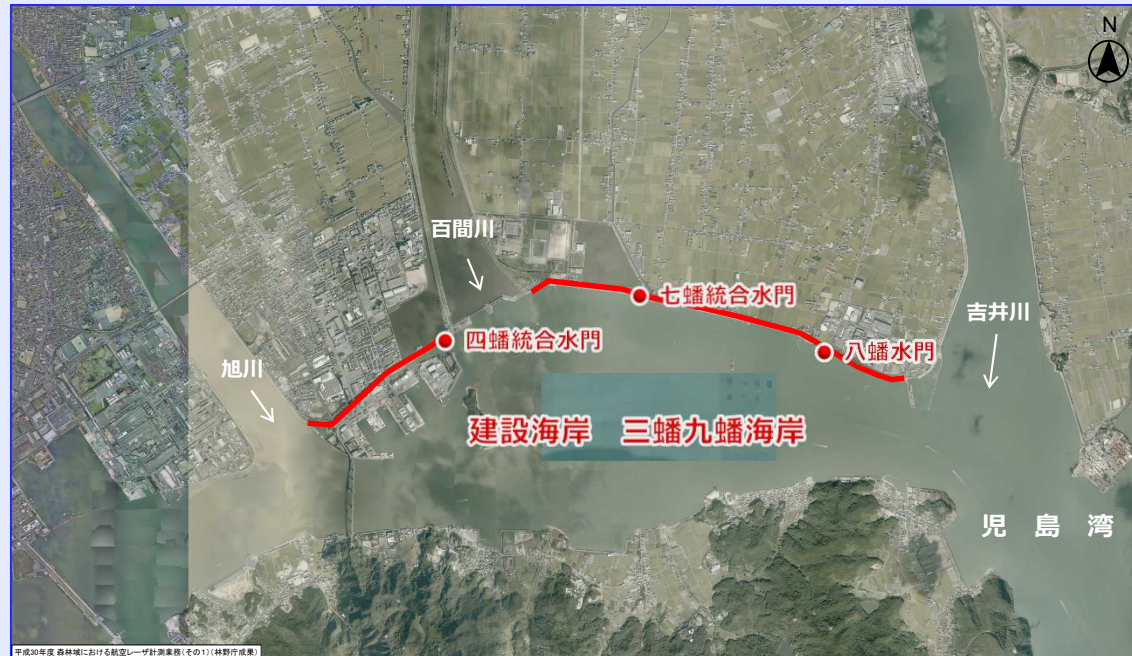 N
百間川
七蟠統合水門
吉井川
四蟠統合水門
八蟠水門
旭川
建設海岸 三蟠九蟠海岸
児島湾
平成30年度 森林域における航空レーザ計測業務(その1)(林野庁成果)